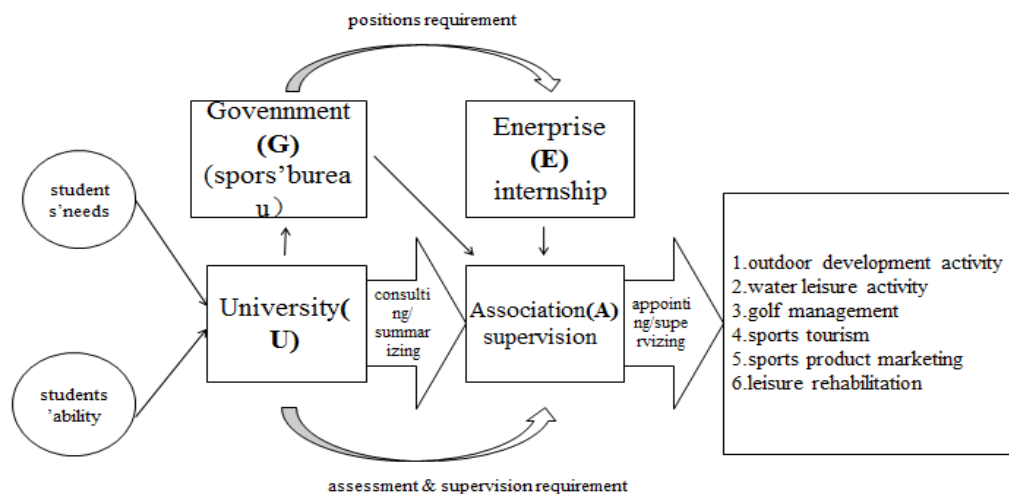 positions requirement
Govennment
(G)
(spors’burea
u）
Enerprise
(E)
internship
student
s’needs
students
’ability
University(
U)
consulti
ng/
summar
izing
Association(A)
supervision
appointi
ng/supe
rvizing
1.outdoor development activity
2.water leisure activity
3.golf management
4.sports tourism
5.sports product marketing
6.leisure rehabilitation
assessment & supervision requirement